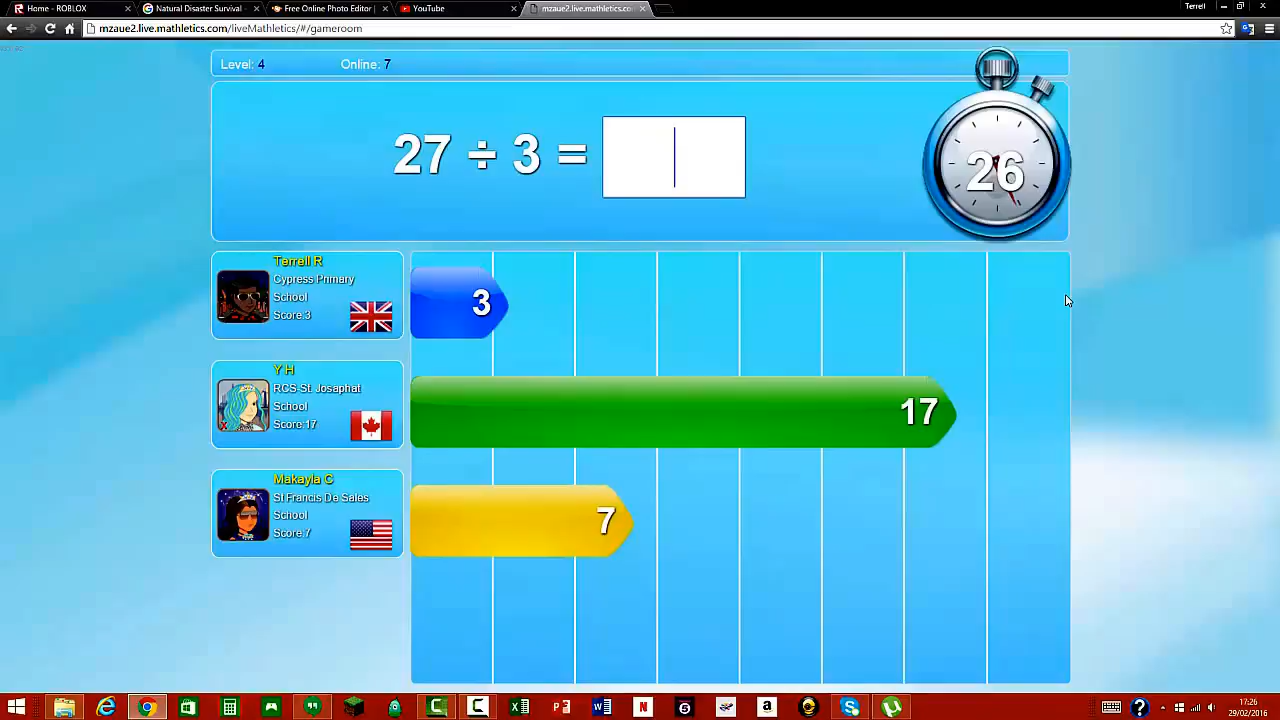 Home - ROBLOX
Natural Disaster Survival -
Free Online Photo Editor |
YouTube
mzaue2.live.mathletics.co
Terrell
mzaue2.live.mathletics.com/liveMathletics/#/gameroom
Level: 4
Online: 7
27 ÷ 3 =
26
Terrell R
Cypress Primary
School
Score:3
3
Y H
RCS-St. Josaphat
School
Score:17
17
Makayla C
St Francis De Sales
School
Score:7
7
17:26
29/02/2016